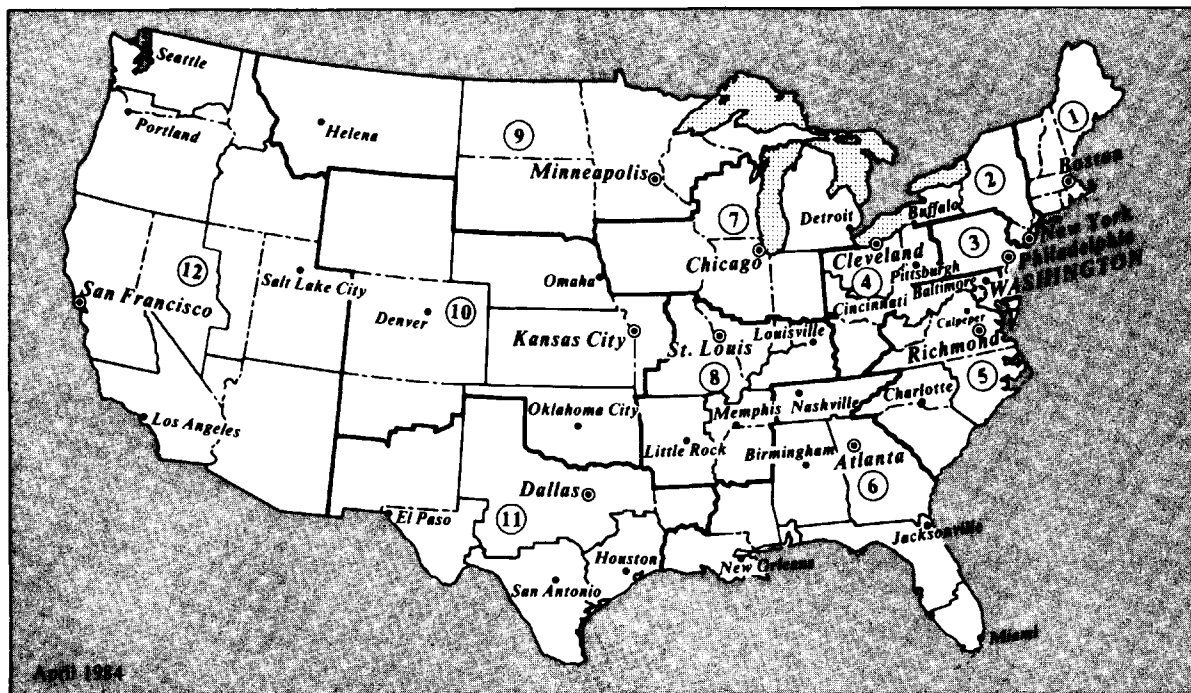 Seattle
Portland
Helena
9
Minneapolis
1
Boston
2
Buffalo
New York
3
Philadelphia
WASHINGTON
7
Detroit
Chicago
Cleveland
4
Pittsburgh
Cincinnati
Baltimore
12
Salt Lake City
San Francisco
Omaha
Denver
10
Kansas City
St. Louis
Louisville
8
Culpeper
Richmond
5
Charlotte
Los Angeles
Oklahoma City
Memphis
Nashville
Little Rock
Birmingham
Atlanta
6
Dallas
11
El Paso
Houston
San Antonio
New Orleans
Jacksonville
Miami
April 1984